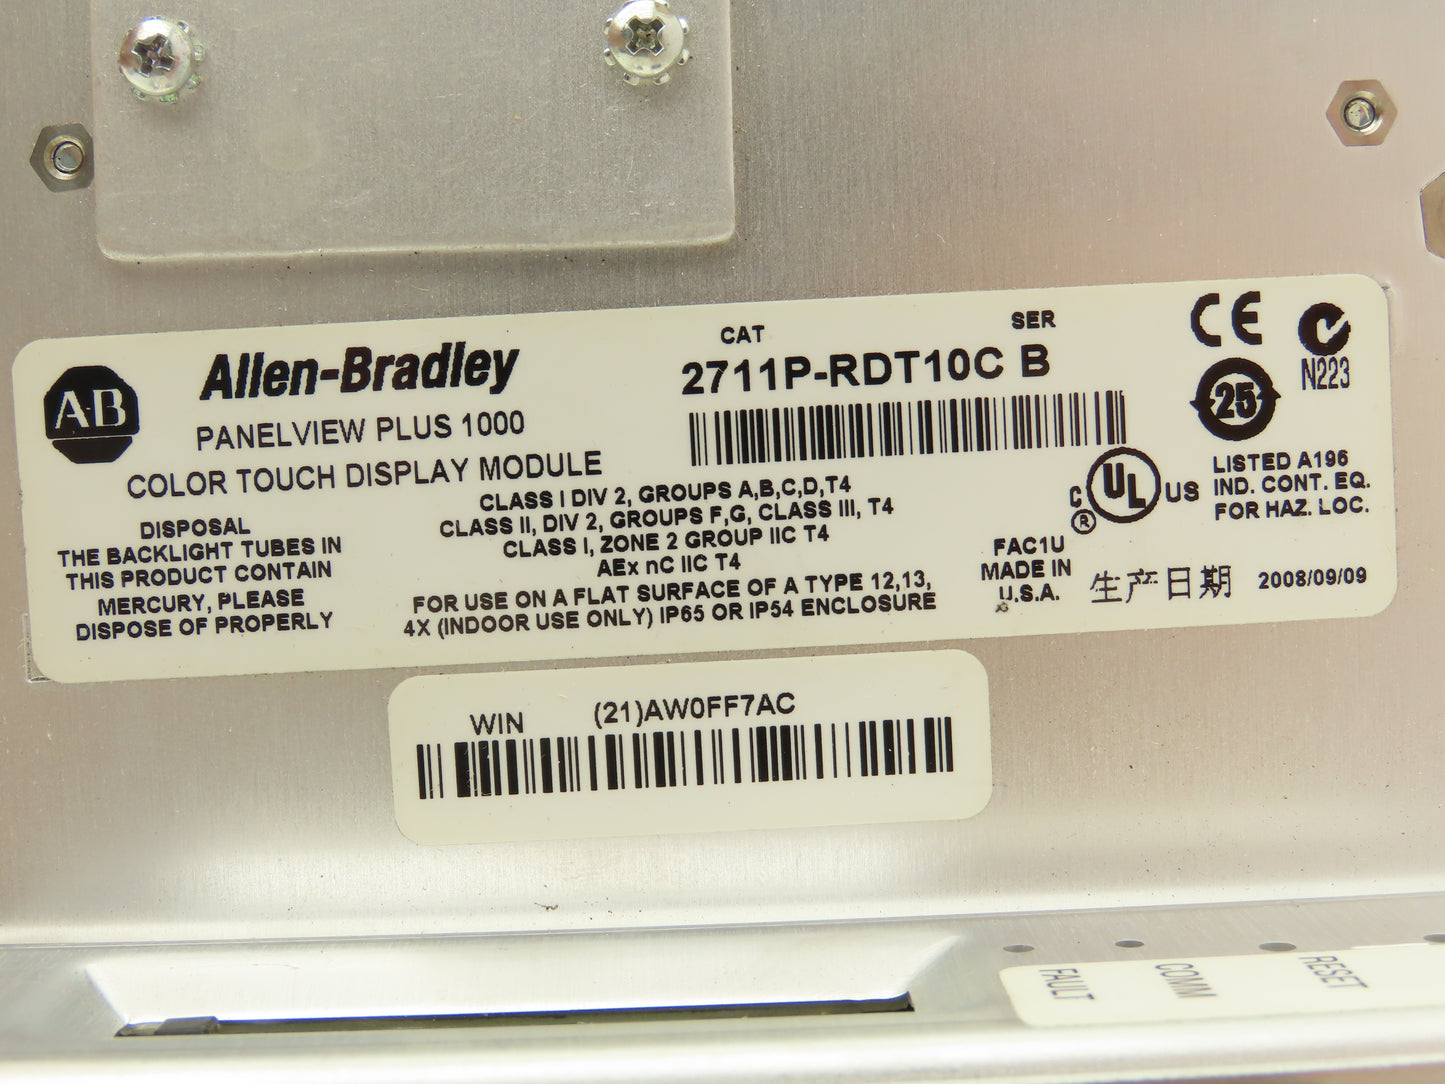 AB
Allen-Bradley
PANELVIEW PLUS 1000
COLOR TOUCH DISPLAY MODULE
DISPOSAL
THE BACKLIGHT TUBES IN
THIS PRODUCT CONTAIN
MERCURY, PLEASE
DISPOSE OF PROPERLY
CAT
SER
2711P-RDT10C B
CLASS I DIV 2, GROUPS A,B,C,D,T4
CLASS II, DIV 2, GROUPS F,G, CLASS III, T4
CLASS I, ZONE 2 GROUP IIC T4
AEx nC IIC T4
FOR USE ON A FLAT SURFACE OF A TYPE 12,13,
4X (INDOOR USE ONLY) IP65 OR IP54 ENCLOSURE
CE
N223
25
C UL US
®
LISTED A196
IND. CONT. EQ.
FOR HAZ. LOC.
FAC1U
MADE IN
U.S.A.
生产日期 2008/09/09
WIN (21)AW0FF7AC
FAULT
COMM
RESET